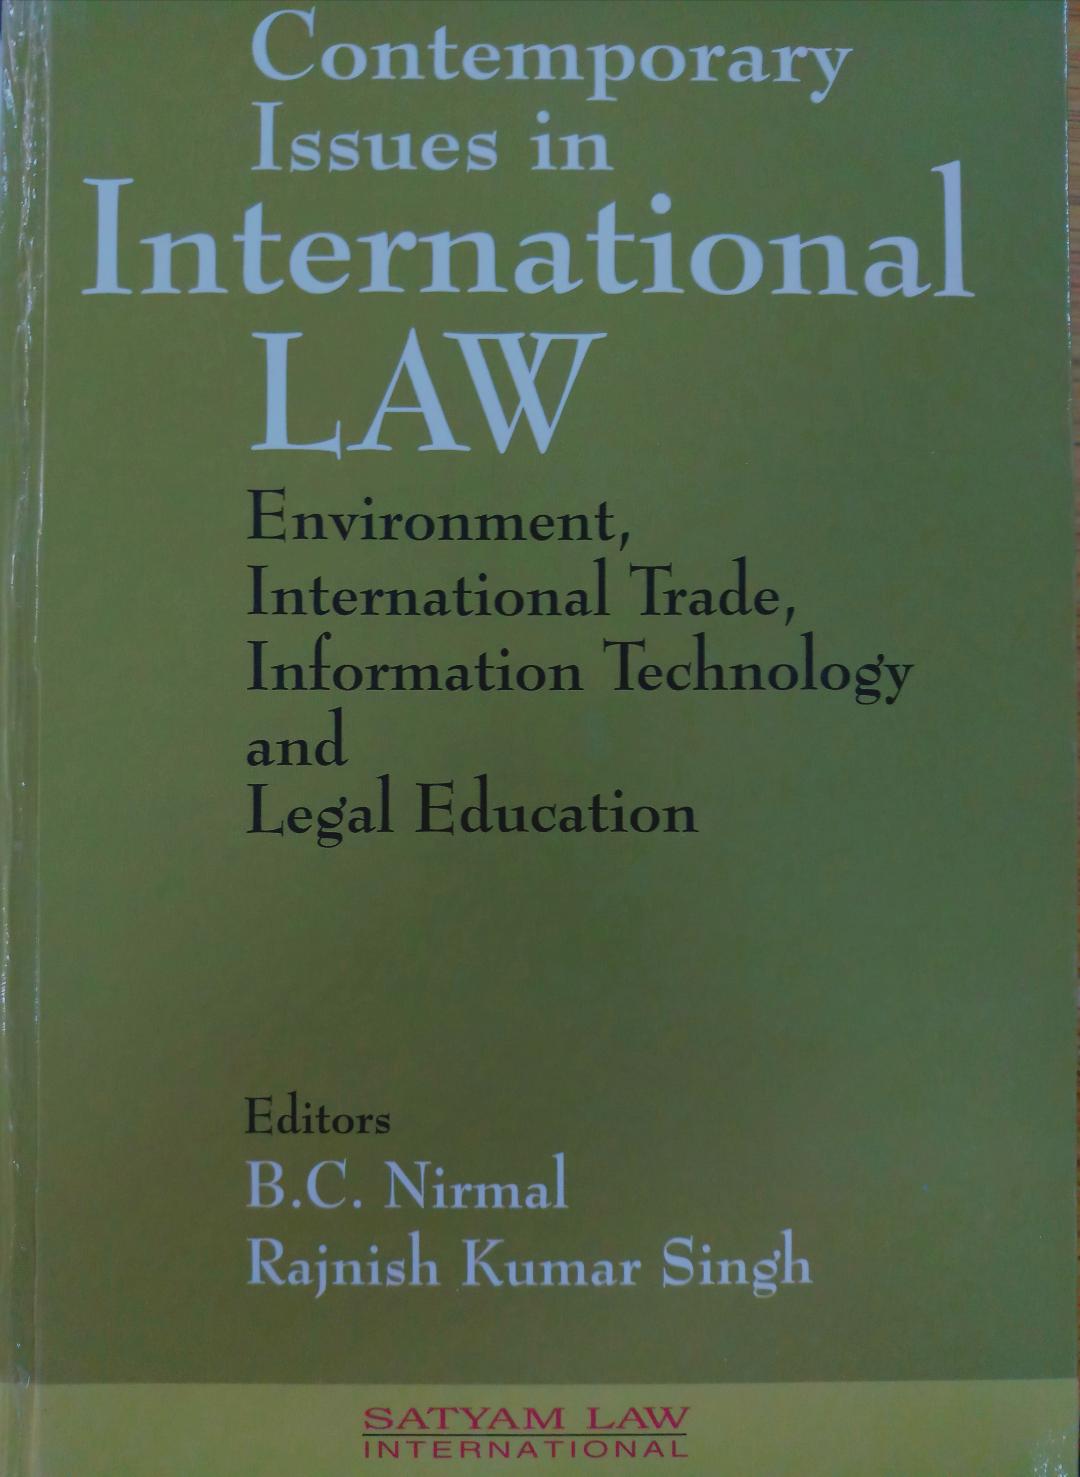 Contemporary
Issues in
International
LAW
Environment,
International Trade,
Information Technology
and
Legal Education
Editors
B.C. Nirmal
Rajnish Kumar Singh
SATYAM LAW
INTERNATIONAL